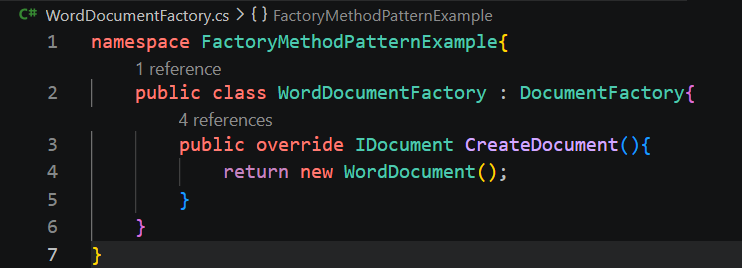 C# WordDocumentFactory.cs > {} FactoryMethodPatternExample
1 namespace FactoryMethodPatternExample{
1 reference
2 public class WordDocumentFactory : DocumentFactory{
4 references
3 public override IDocument CreateDocument(){
4 return new WordDocument();
5 }
6 }
7 }